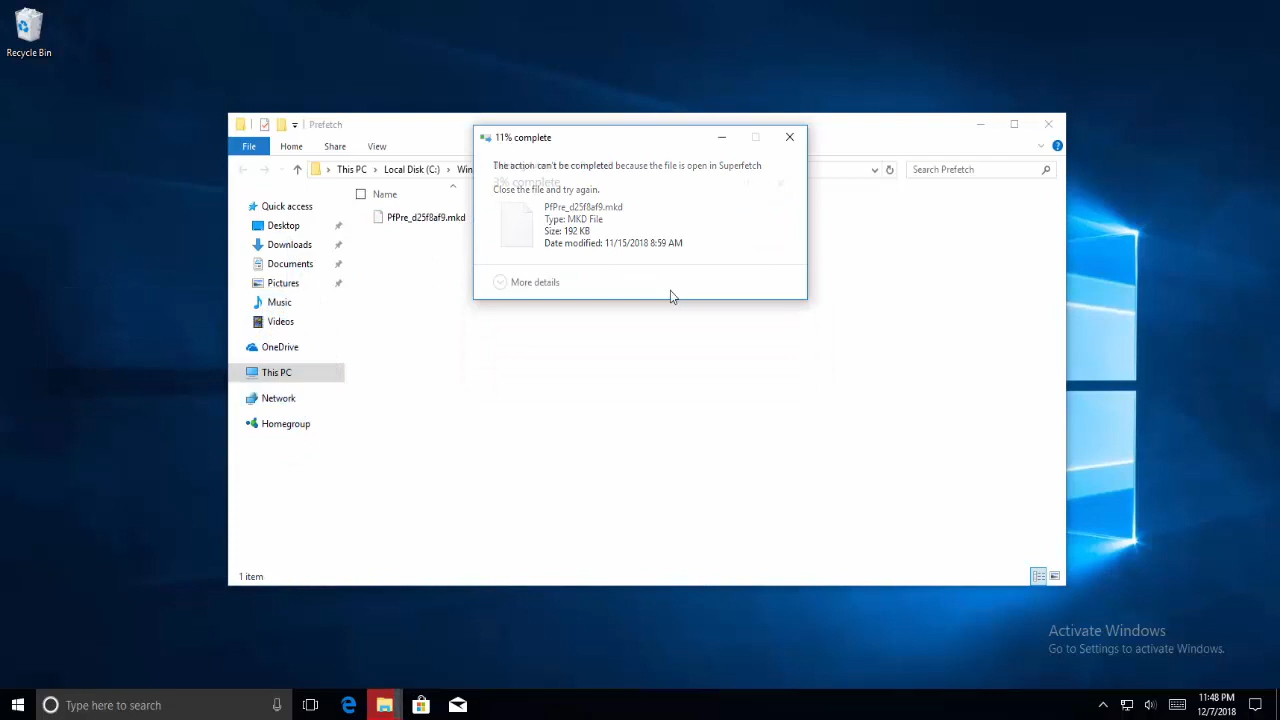 Recycle Bin
Prefetch
File Home Share View
This PC Local Disk (C:) Win
Search Prefetch
Name
PfPre_d25f8af9.mkd
Quick access
Desktop
Downloads
Documents
Pictures
Music
Videos
OneDrive
This PC
Network
Homegroup
1 item
11% complete
The action can't be completed because the file is open in Superfetch
3% complete
Close the file and try again.
PfPre_d25f8af9.mkd
Type: MKD File
Size: 192 KB
Date modified: 11/15/2018 8:59 AM
More details
Activate Windows
Go to Settings to activate Windows.
Type here to search
11:48 PM
12/7/2018